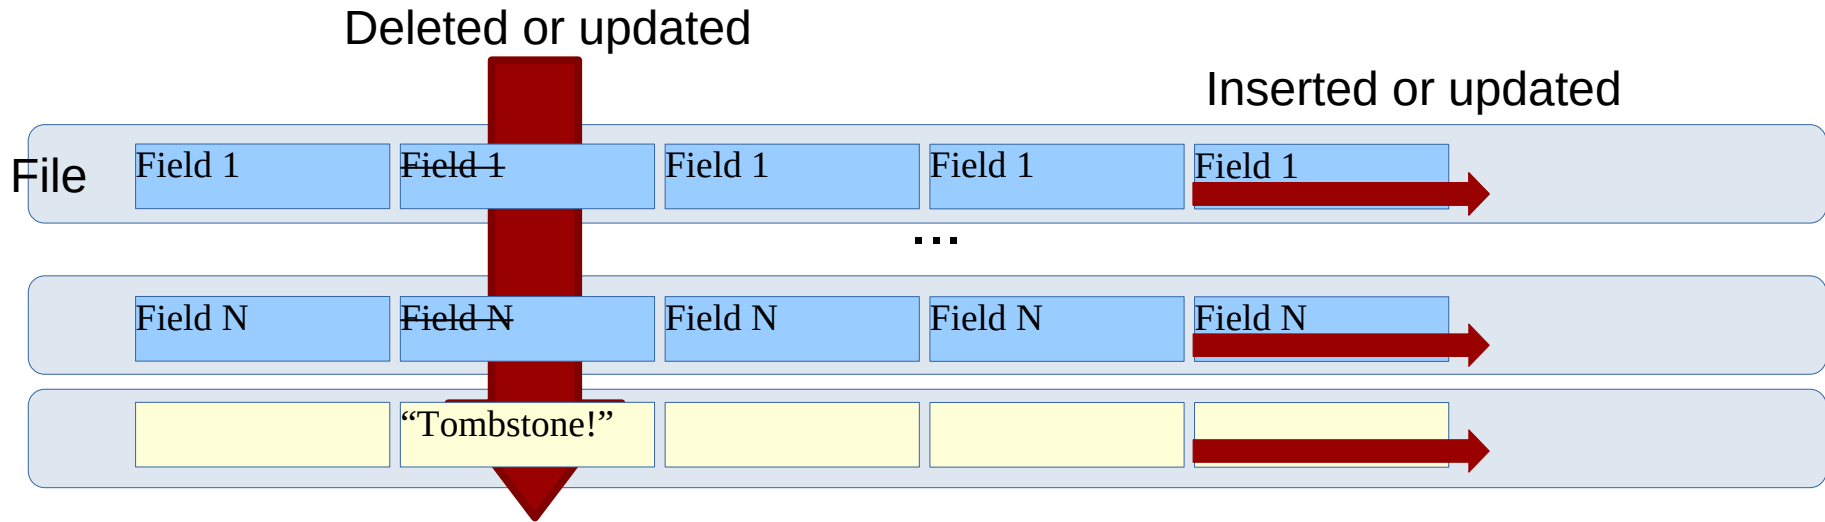 Deleted or updated
Inserted or updated
File
Field 1 Field 1 Field 1 Field 1 Field 1
...
Field N Field N Field N Field N Field N
“Tombstone!”